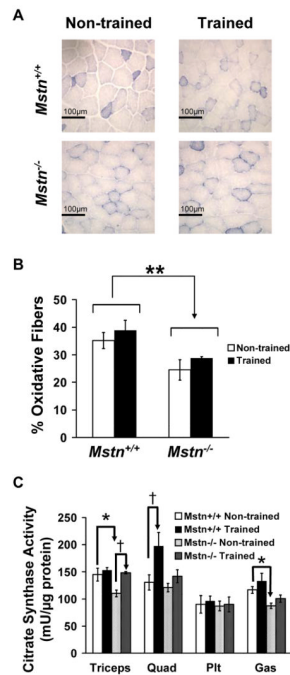 A
Non-trained
Trained
Mstn+/+
100µm
100µm
Mstn-/-
100µm
100µm
B
% Oxidative Fibers
50
40
30
20
10
0
**
Non-trained
Trained
Mstn+/+
Mstn-/-
C
Citrate Synthase Activity
(mU/µg protein)
250
200
150
100
50
0
Mstn+/+ Non-trained
Mstn+/+ Trained
Mstn-/- Non-trained
Mstn-/- Trained
*
†
†
*
Triceps
Quad
Plt
Gas